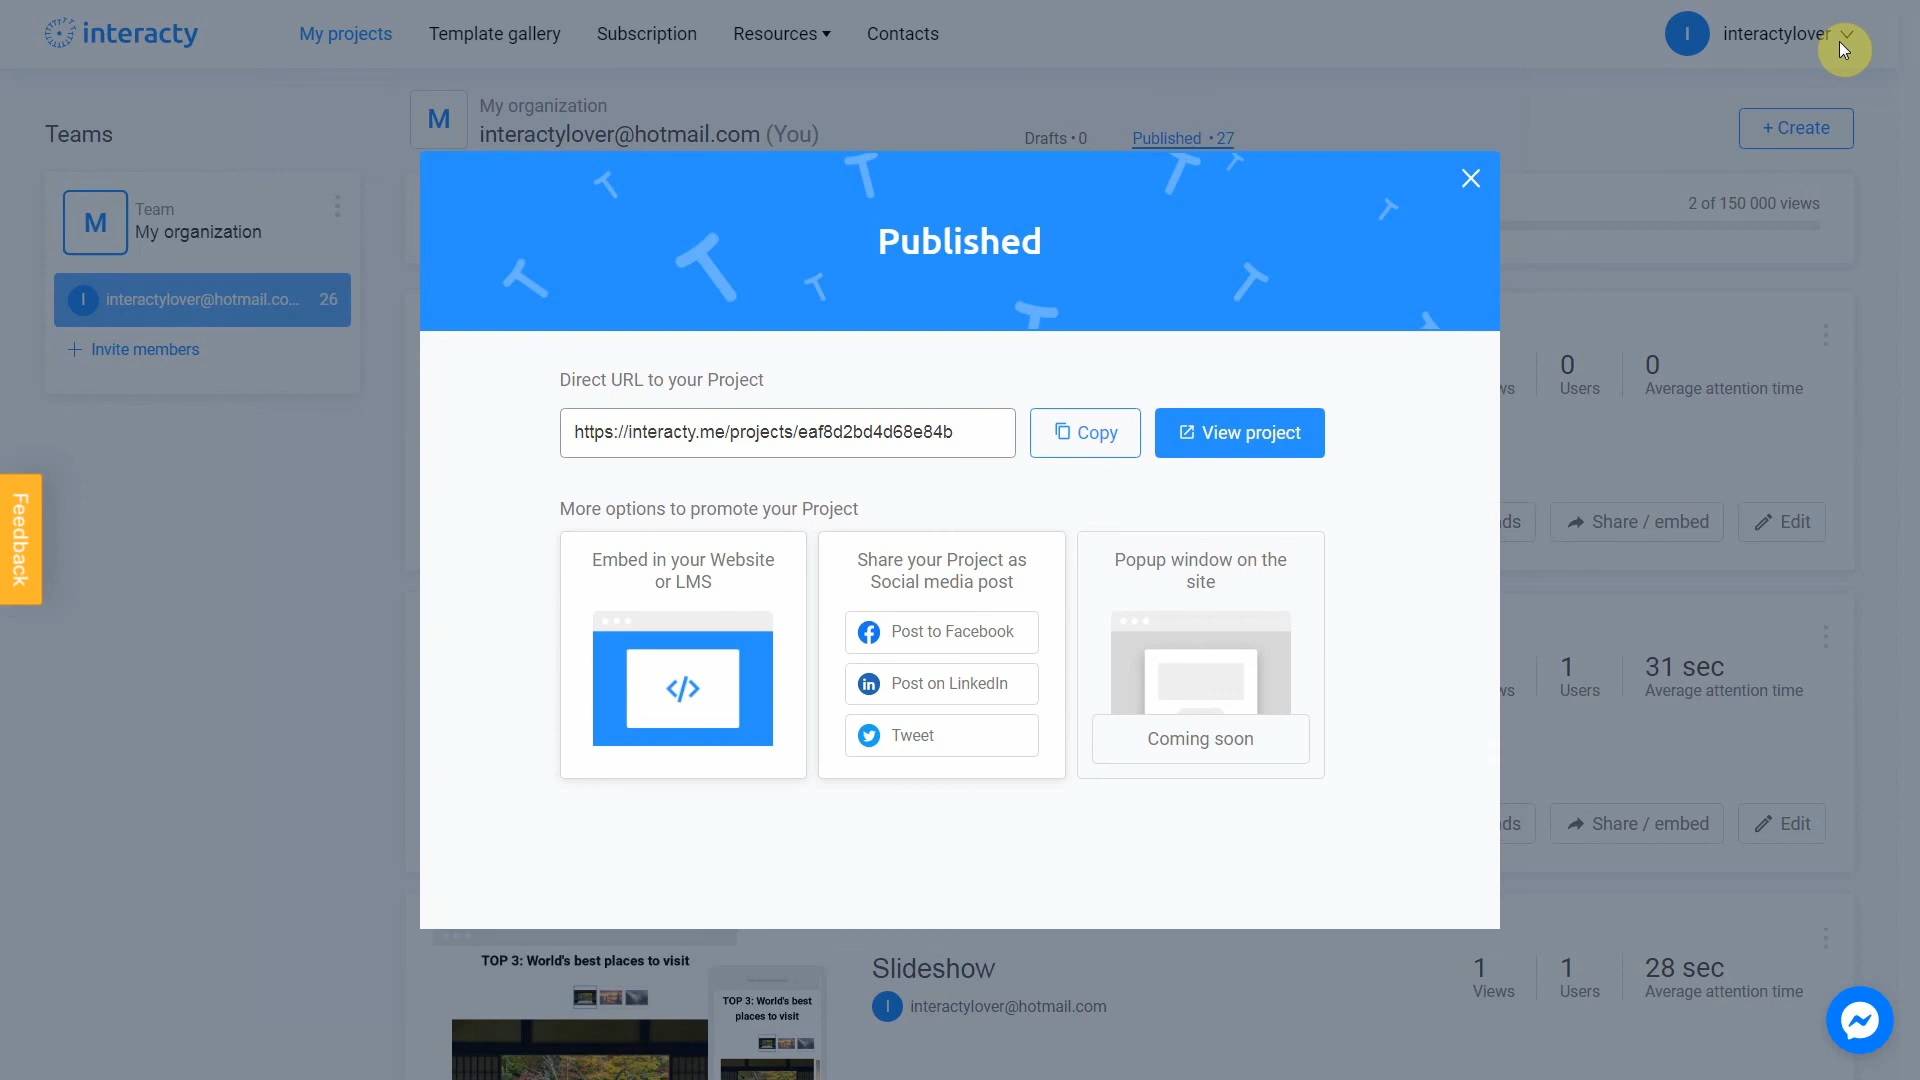 interacty
My projects
Template gallery
Subscription
Resources
Contacts
I
interactylover
Teams
M
My organization
interactylover@hotmail.com (You)
Drafts • 0
Published • 27
+ Create
M
Team
My organization
I
interactylover@hotmail.co...
26
Invite members
2 of 150 000 views
Published
0
Users
0
Average attention time
Direct URL to your Project
https://interacty.me/projects/eaf8d2bd4d68e84b
Copy
View project
More options to promote your Project
Share / embed
Edit
Embed in your Website
or LMS
</>
Share your Project as
Social media post
Post to Facebook
Post on LinkedIn
Tweet
Popup window on the
site
Coming soon
Feedback
1
Users
31 sec
Average attention time
Share / embed
Edit
TOP 3: World's best places to visit
TOP 3: World's best
places to visit
Slideshow
I
interactylover@hotmail.com
1
Views
1
Users
28 sec
Average attention time